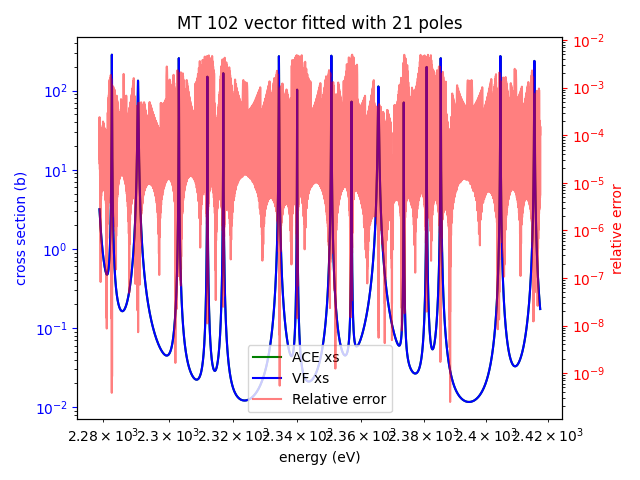 MT 102 vector fitted with 21 poles
10²
10¹
10⁰
10⁻¹
10⁻²
cross section (b)
10⁻²
10⁻³
10⁻⁴
10⁻⁵
10⁻⁶
10⁻⁷
10⁻⁸
10⁻⁹
relative error
ACE xs
VF xs
Relative error
2.28 × 10³ 2.3 × 10³ 2.32 × 10³ 2.34 × 10³ 2.36 × 10³ 2.38 × 10³ 2.4 × 10³ 2.42 × 10³
energy (eV)